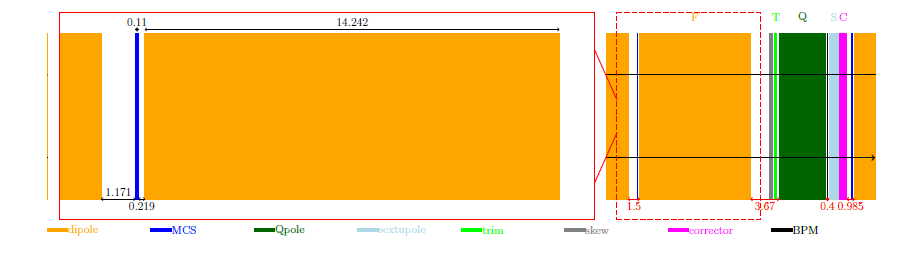 F T Q S C
0.11 14.242
1.171
0.219 1.5 3.67 0.4 0.985
dipole MCS Qpole sextupole trim skew corrector BPM